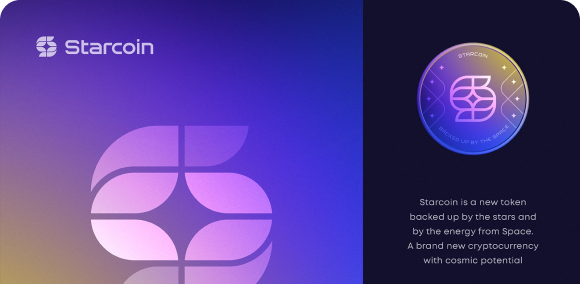 Starcoin
STARCOIN
BACKED UP BY THE SPACE
Starcoin is a new token
backed up by the stars and
by the energy from Space.
A brand new cryptocurrency
with cosmic potential